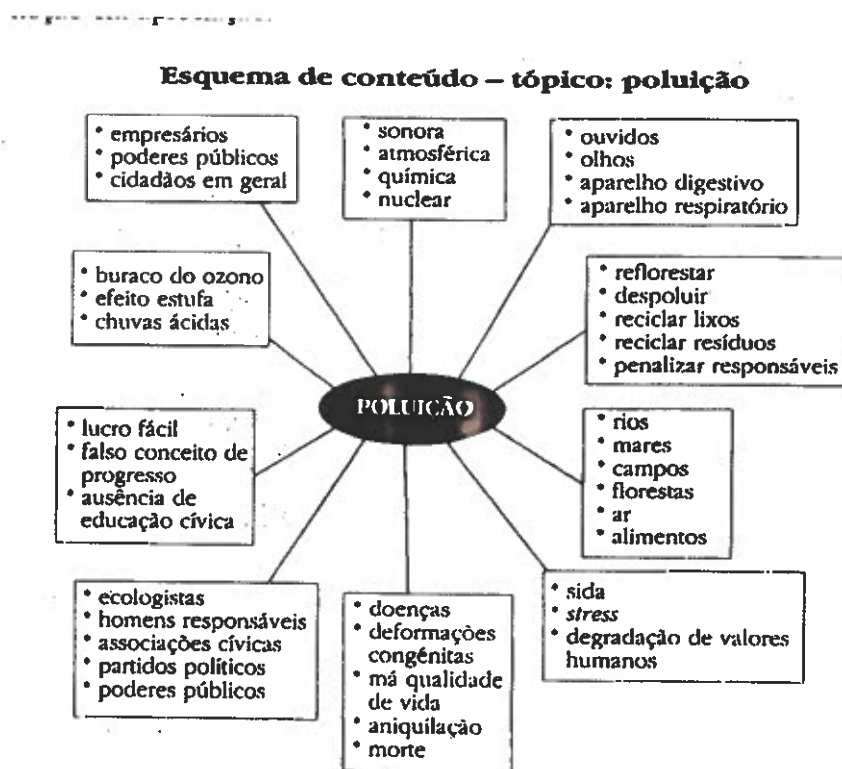 Esquema de conteúdo – tópico: poluição
* empresários
* poderes públicos
* cidadãos em geral
* sonora
* atmosférica
* química
* nuclear
* ouvidos
* olhos
* aparelho digestivo
* aparelho respiratório
* buraco do ozono
* efeito estufa
* chuvas ácidas
* reflorestar
* despoluir
* reciclar lixos
* reciclar resíduos
* penalizar responsáveis
POLUIÇÃO
* lucro fácil
* falso conceito de
progresso
* ausência de
educação cívica
* rios
* mares
* campos
* florestas
* ar
* alimentos
* ecologistas
* homens responsáveis
* associações cívicas
* partidos políticos
* poderes públicos
* doenças
* deformações
congénitas
* má qualidade
de vida
* aniquilação
* morte
* sida
* stress
* degradação de valores
humanos